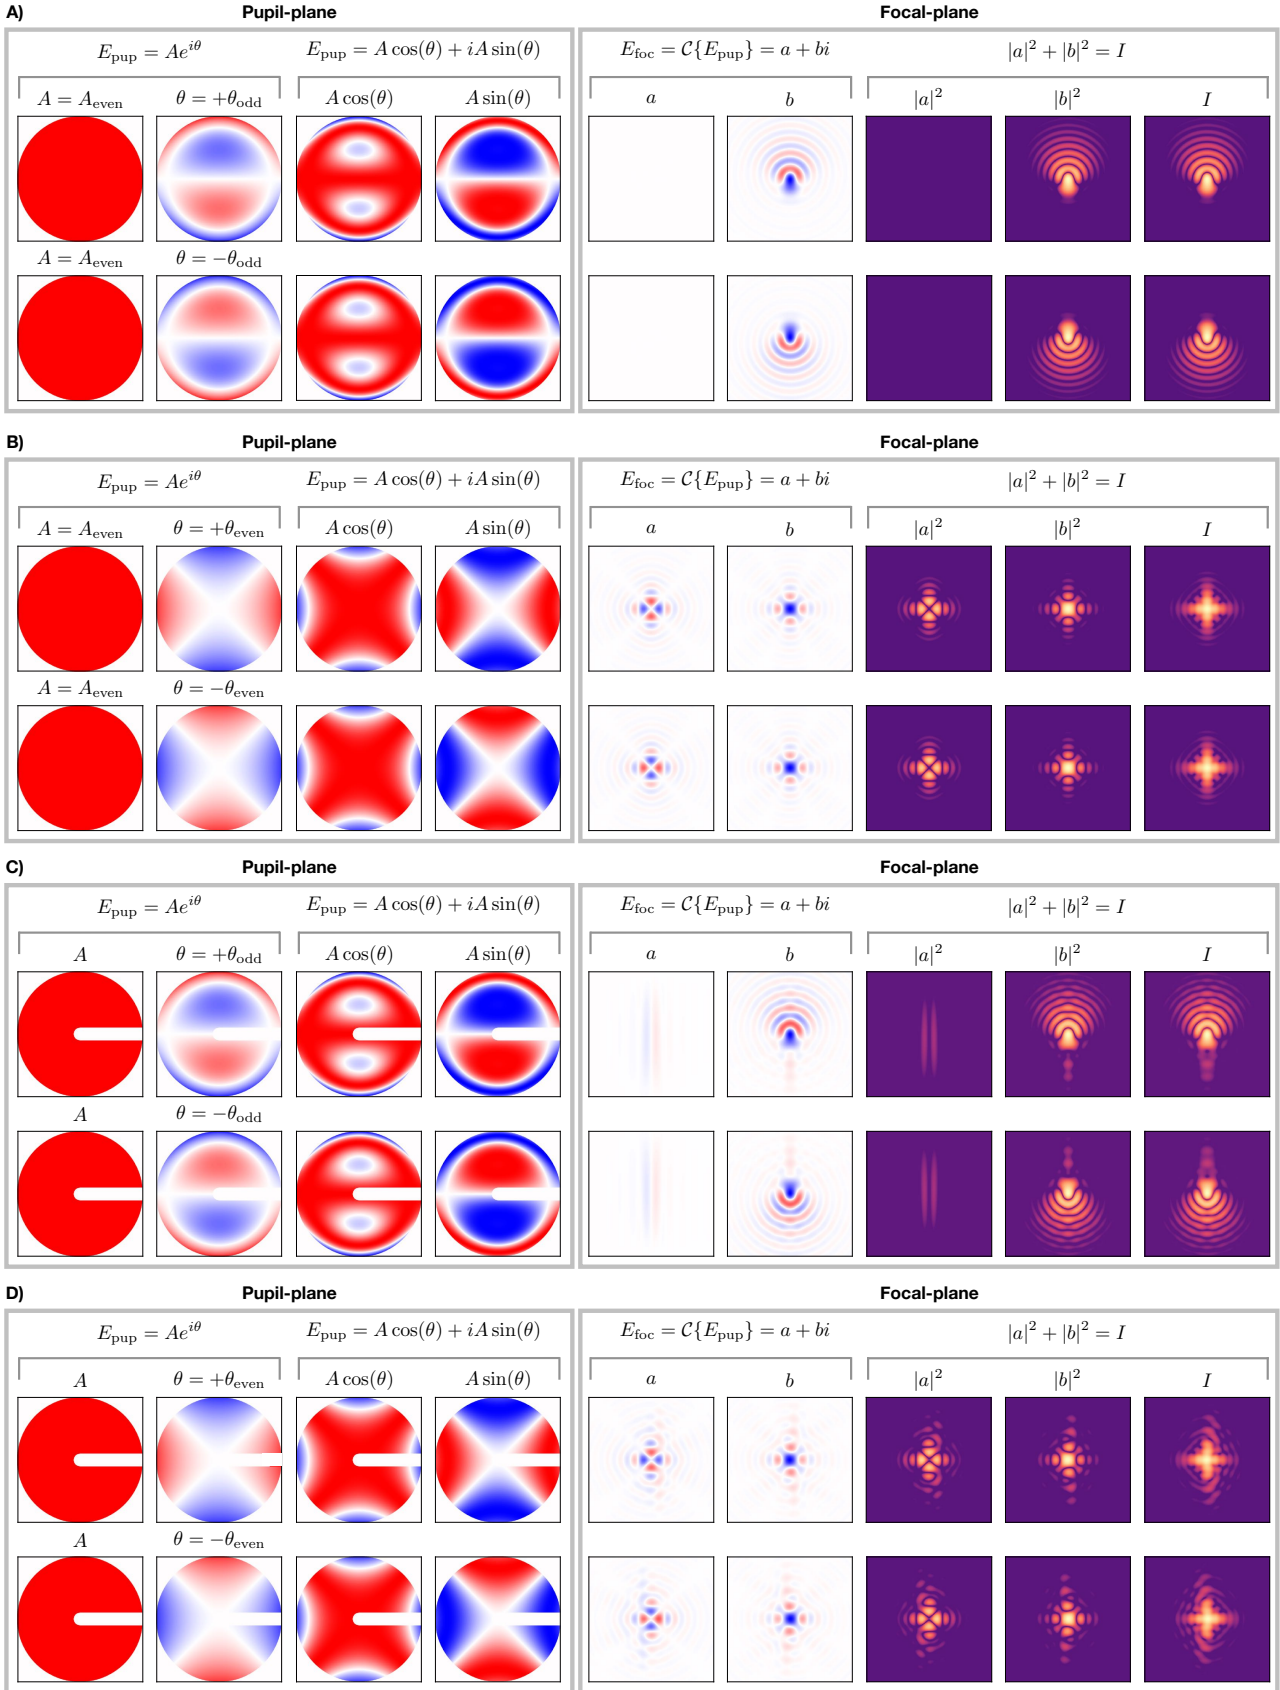 A) Pupil-plane Focal-plane
E_pup = Ae^{iθ} E_pup = A cos(θ) + iA sin(θ) E_foc = C{E_pup} = a + bi |a|² + |b|² = I
A = A_even θ = +θ_odd A cos(θ) A sin(θ) a b |a|² |b|² I
A = A_even θ = −θ_odd
B) Pupil-plane Focal-plane
E_pup = Ae^{iθ} E_pup = A cos(θ) + iA sin(θ) E_foc = C{E_pup} = a + bi |a|² + |b|² = I
A = A_even θ = +θ_even A cos(θ) A sin(θ) a b |a|² |b|² I
A = A_even θ = −θ_even
C) Pupil-plane Focal-plane
E_pup = Ae^{iθ} E_pup = A cos(θ) + iA sin(θ) E_foc = C{E_pup} = a + bi |a|² + |b|² = I
A θ = +θ_odd A cos(θ) A sin(θ) a b |a|² |b|² I
A θ = −θ_odd
D) Pupil-plane Focal-plane
E_pup = Ae^{iθ} E_pup = A cos(θ) + iA sin(θ) E_foc = C{E_pup} = a + bi |a|² + |b|² = I
A θ = +θ_even A cos(θ) A sin(θ) a b |a|² |b|² I
A θ = −θ_even